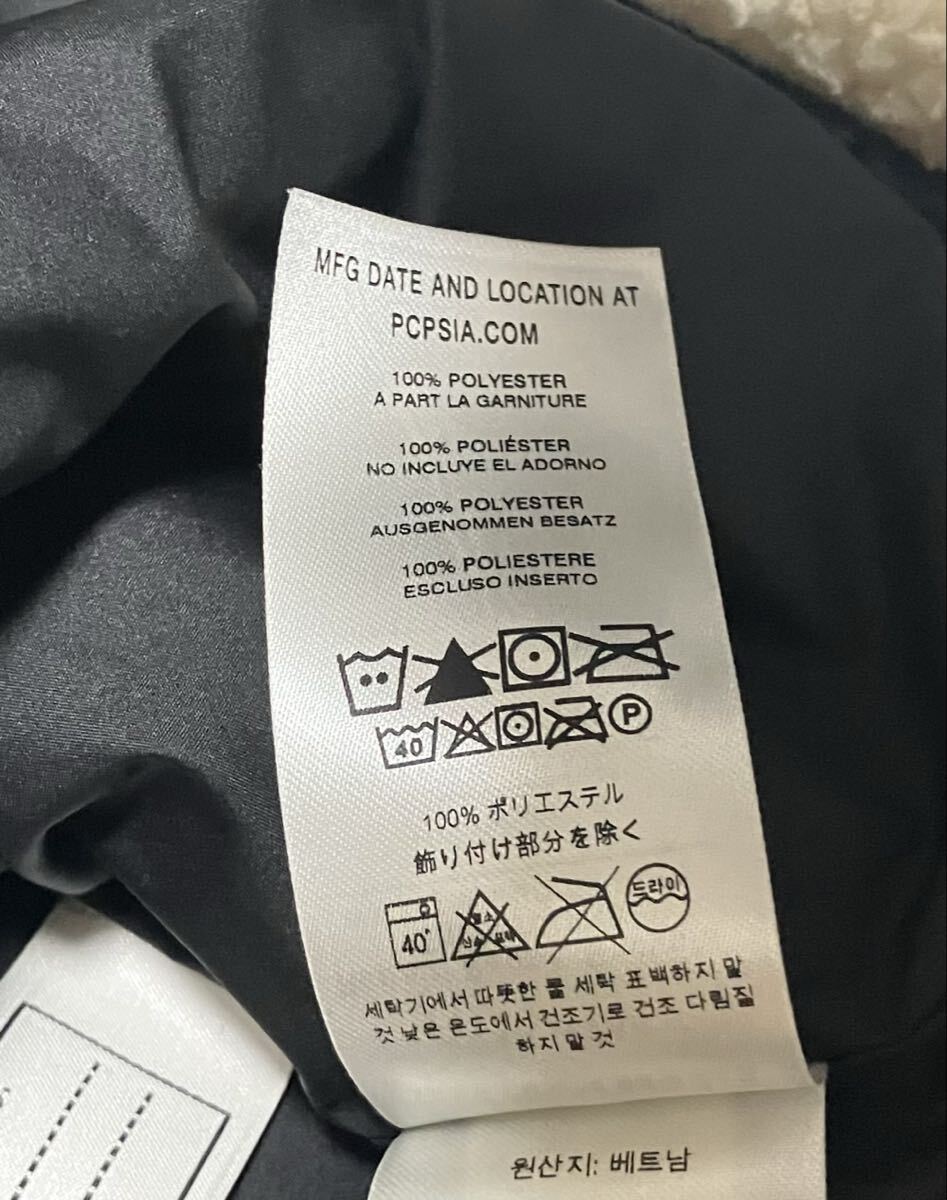 MFG DATE AND LOCATION AT
PCPSIA.COM
100% POLYESTER
A PART LA GARNITURE
100% POLIÉSTER
NO INCLUYE EL ADORNO
100% POLYESTER
AUSGENOMMEN BESATZ
100% POLIESTERE
ESCLUSO INSERTO
40
P
100% ポリエステル
飾り付け部分を除く
40°
드라이
세탁기에서 따뜻한 물 세탁 표백하지 말
것 낮은 온도에서 건조기로 건조 다림질
하지 말 것
원산지: 베트남